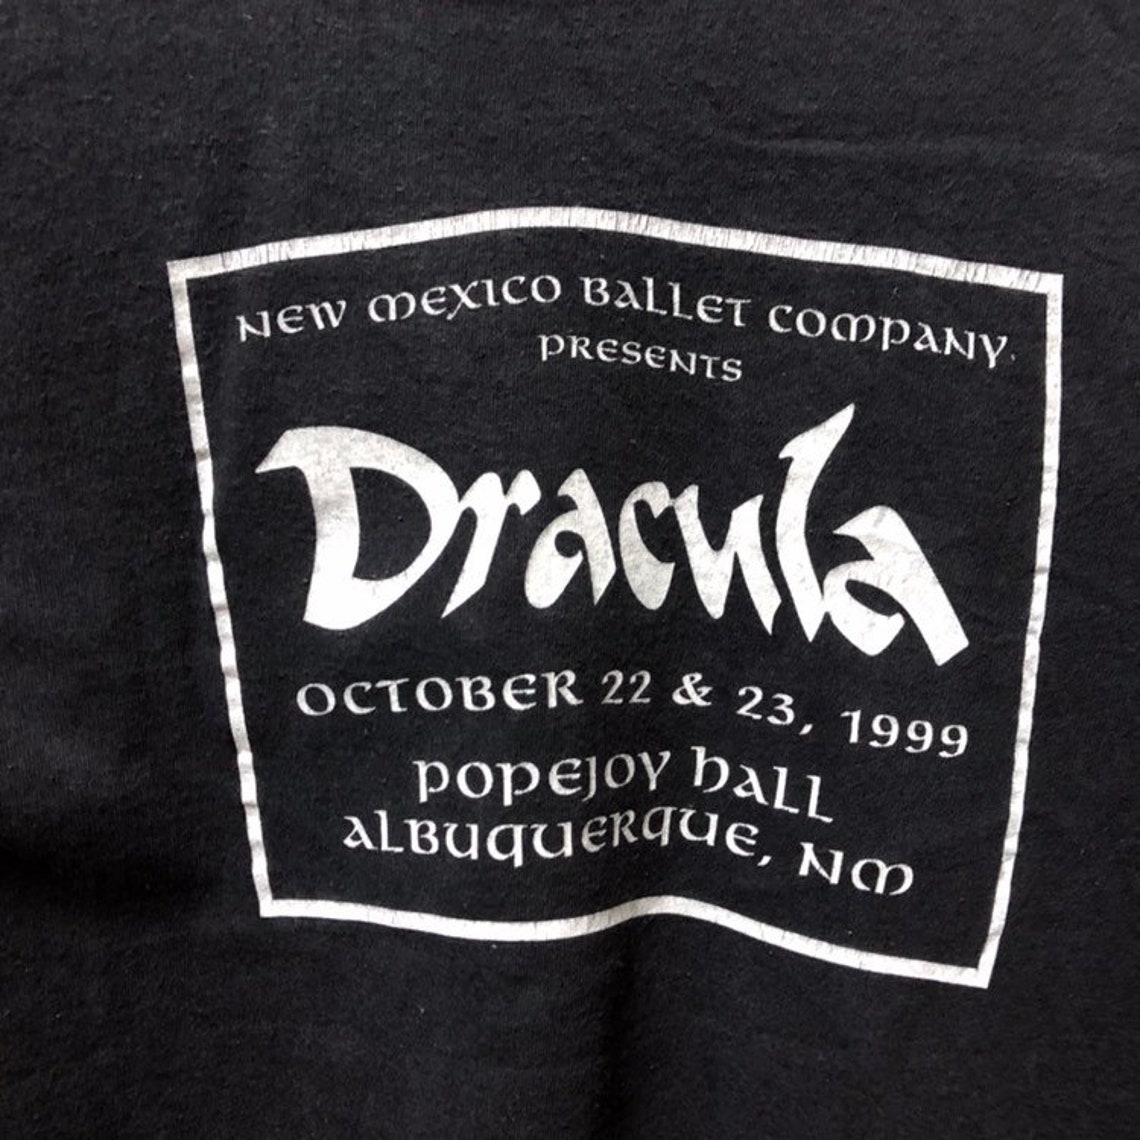 NEW MEXICO BALLET COMPANY
PRESENTS
Dracula
OCTOBER 22 & 23, 1999
POPEJOY HALL
ALBUQUERQUE, NM